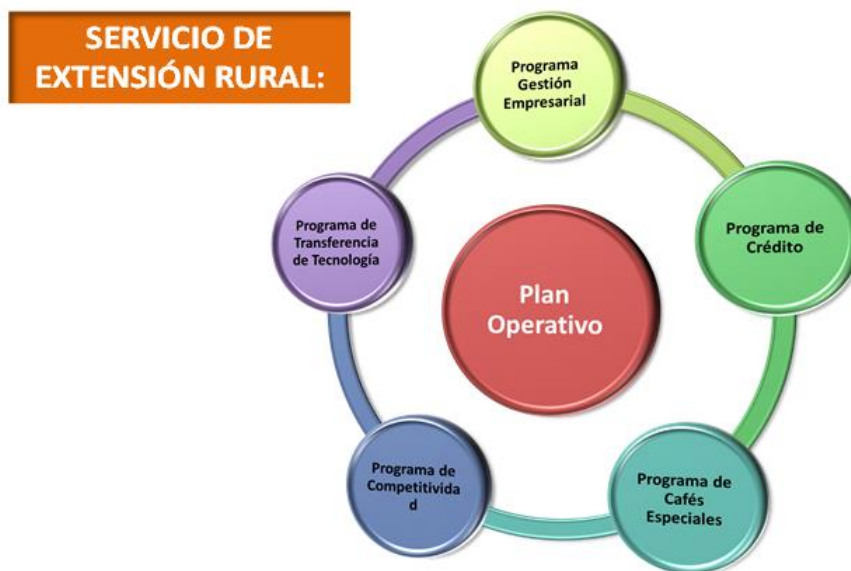 SERVICIO DE
EXTENSIÓN RURAL:
Programa
Gestión
Empresarial
Programa de
Transferencia
de Tecnología
Programa de
Crédito
Plan
Operativo
Programa de
Competitivida
d
Programa de
Cafés
Especiales